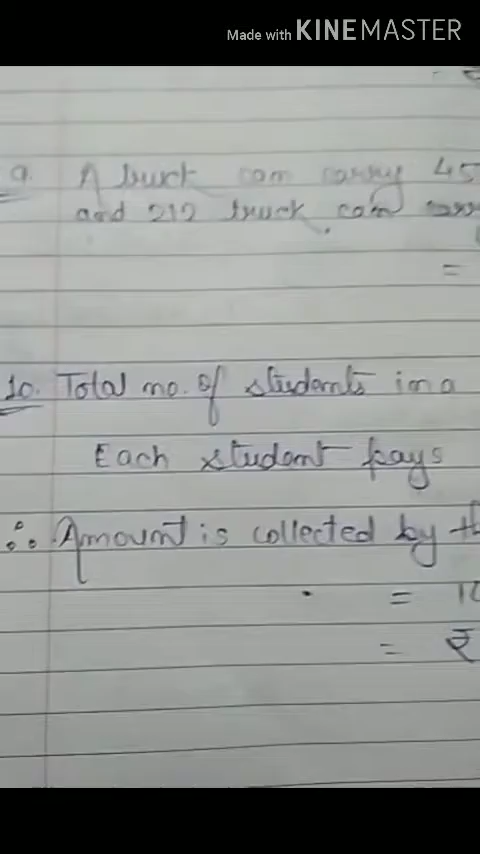 Made with KINEMASTER
9. A truck can carry 45
and 212 truck can
=
10. Total no. of students in a
Each student pays
∴ Amount is collected by th
= 
= ₹